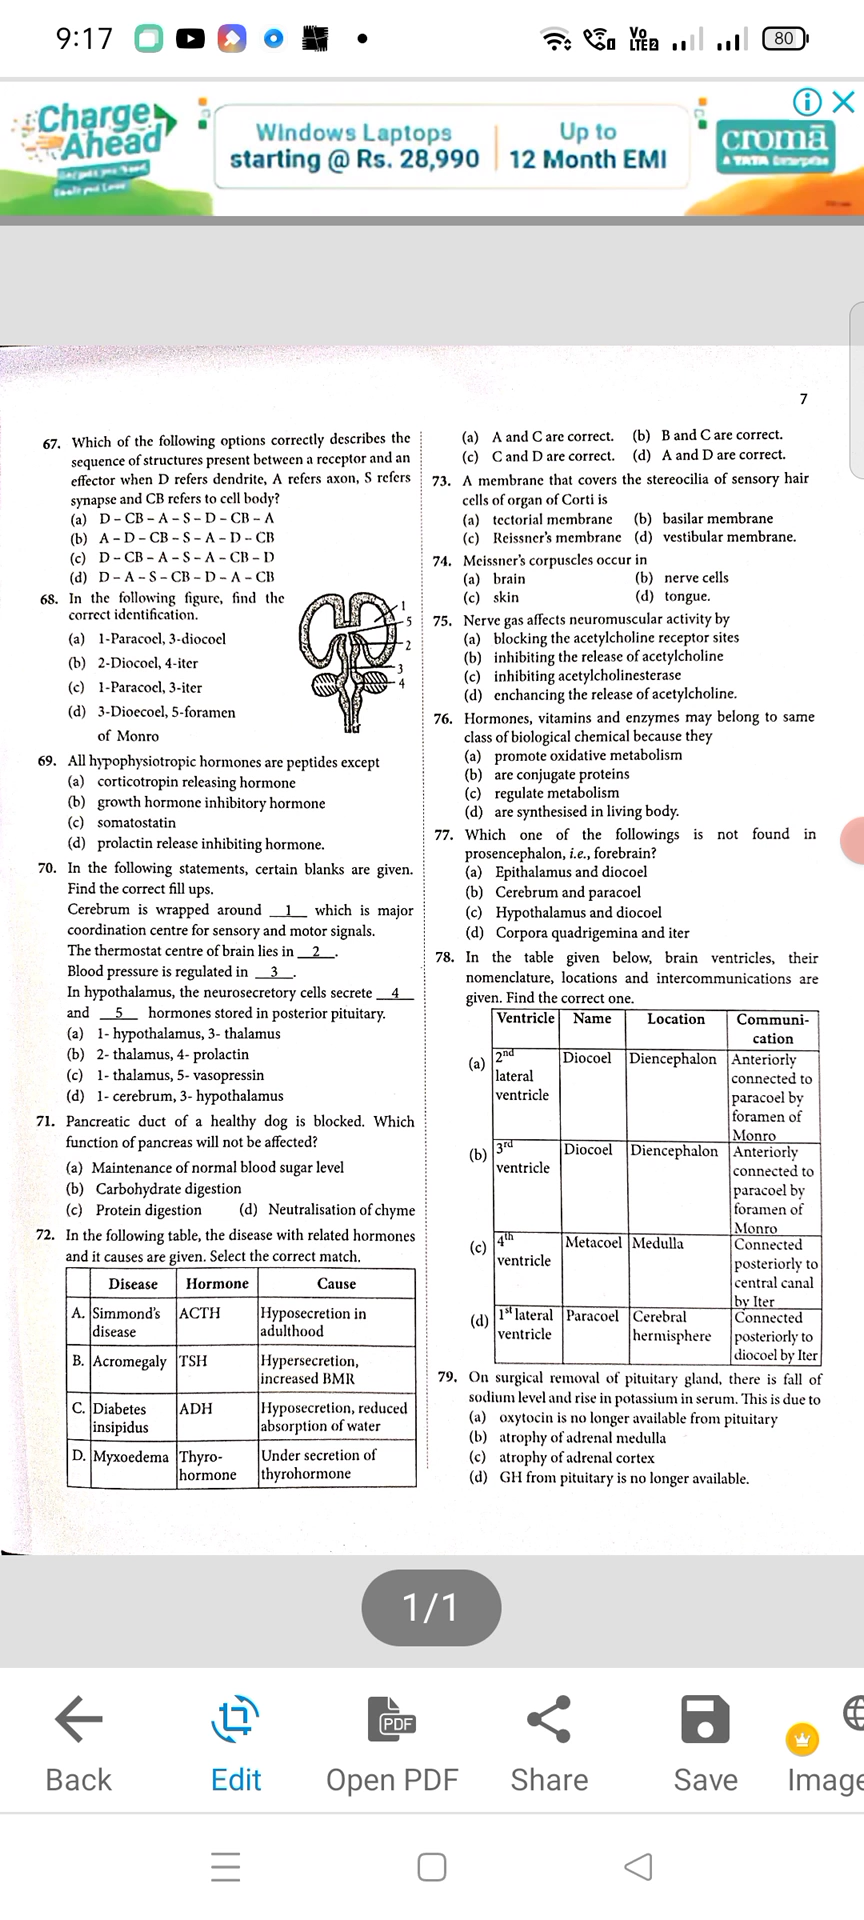 9:17
Vo
LTE2
80
Charge
Ahead
Windows Laptops
starting @ Rs. 28,990
Up to
12 Month EMI
cromā
A TATA Enterprise
7
67. Which of the following options correctly describes the
sequence of structures present between a receptor and an
effector when D refers dendrite, A refers axon, S refers
synapse and CB refers to cell body?
(a) D – CB – A – S – D – CB – A
(b) A – D – CB – S – A – D – CB
(c) D – CB – A – S – A – CB – D
(d) D – A – S – CB – D – A – CB
68. In the following figure, find the
correct identification.
(a) 1-Paracoel, 3-diocoel
(b) 2-Diocoel, 4-iter
(c) 1-Paracoel, 3-iter
(d) 3-Dioecoel, 5-foramen
of Monro
1
5
2
3
4
69. All hypophysiotropic hormones are peptides except
(a) corticotropin releasing hormone
(b) growth hormone inhibitory hormone
(c) somatostatin
(d) prolactin release inhibiting hormone.
70. In the following statements, certain blanks are given.
Find the correct fill ups.
Cerebrum is wrapped around __1__ which is major
coordination centre for sensory and motor signals.
The thermostat centre of brain lies in __2__.
Blood pressure is regulated in __3__.
In hypothalamus, the neurosecretory cells secrete __4__
and __5__ hormones stored in posterior pituitary.
(a) 1- hypothalamus, 3- thalamus
(b) 2- thalamus, 4- prolactin
(c) 1- thalamus, 5- vasopressin
(d) 1- cerebrum, 3- hypothalamus
71. Pancreatic duct of a healthy dog is blocked. Which
function of pancreas will not be affected?
(a) Maintenance of normal blood sugar level
(b) Carbohydrate digestion
(c) Protein digestion (d) Neutralisation of chyme
72. In the following table, the disease with related hormones
and it causes are given. Select the correct match.
Disease Hormone Cause
A. Simmond's ACTH Hyposecretion in
disease adulthood
B. Acromegaly TSH Hypersecretion,
increased BMR
C. Diabetes ADH Hyposecretion, reduced
insipidus absorption of water
D. Myxoedema Thyro- Under secretion of
hormone thyrohormone
(a) A and C are correct. (b) B and C are correct.
(c) C and D are correct. (d) A and D are correct.
73. A membrane that covers the stereocilia of sensory hair
cells of organ of Corti is
(a) tectorial membrane (b) basilar membrane
(c) Reissner's membrane (d) vestibular membrane.
74. Meissner's corpuscles occur in
(a) brain (b) nerve cells
(c) skin (d) tongue.
75. Nerve gas affects neuromuscular activity by
(a) blocking the acetylcholine receptor sites
(b) inhibiting the release of acetylcholine
(c) inhibiting acetylcholinesterase
(d) enchancing the release of acetylcholine.
76. Hormones, vitamins and enzymes may belong to same
class of biological chemical because they
(a) promote oxidative metabolism
(b) are conjugate proteins
(c) regulate metabolism
(d) are synthesised in living body.
77. Which one of the followings is not found in
prosencephalon, i.e., forebrain?
(a) Epithalamus and diocoel
(b) Cerebrum and paracoel
(c) Hypothalamus and diocoel
(d) Corpora quadrigemina and iter
78. In the table given below, brain ventricles, their
nomenclature, locations and intercommunications are
given. Find the correct one.
Ventricle Name Location Communi-
cation
(a) 2nd Diocoel Diencephalon Anteriorly
lateral connected to
ventricle paracoel by
foramen of
Monro
(b) 3rd Diocoel Diencephalon Anteriorly
ventricle connected to
paracoel by
foramen of
Monro
(c) 4th Metacoel Medulla Connected
ventricle posteriorly to
central canal
by Iter
(d) 1st lateral Paracoel Cerebral Connected
ventricle hermisphere posteriorly to
diocoel by Iter
79. On surgical removal of pituitary gland, there is fall of
sodium level and rise in potassium in serum. This is due to
(a) oxytocin is no longer available from pituitary
(b) atrophy of adrenal medulla
(c) atrophy of adrenal cortex
(d) GH from pituitary is no longer available.
1/1
PDF
Back
Edit
Open PDF
Share
Save
Image